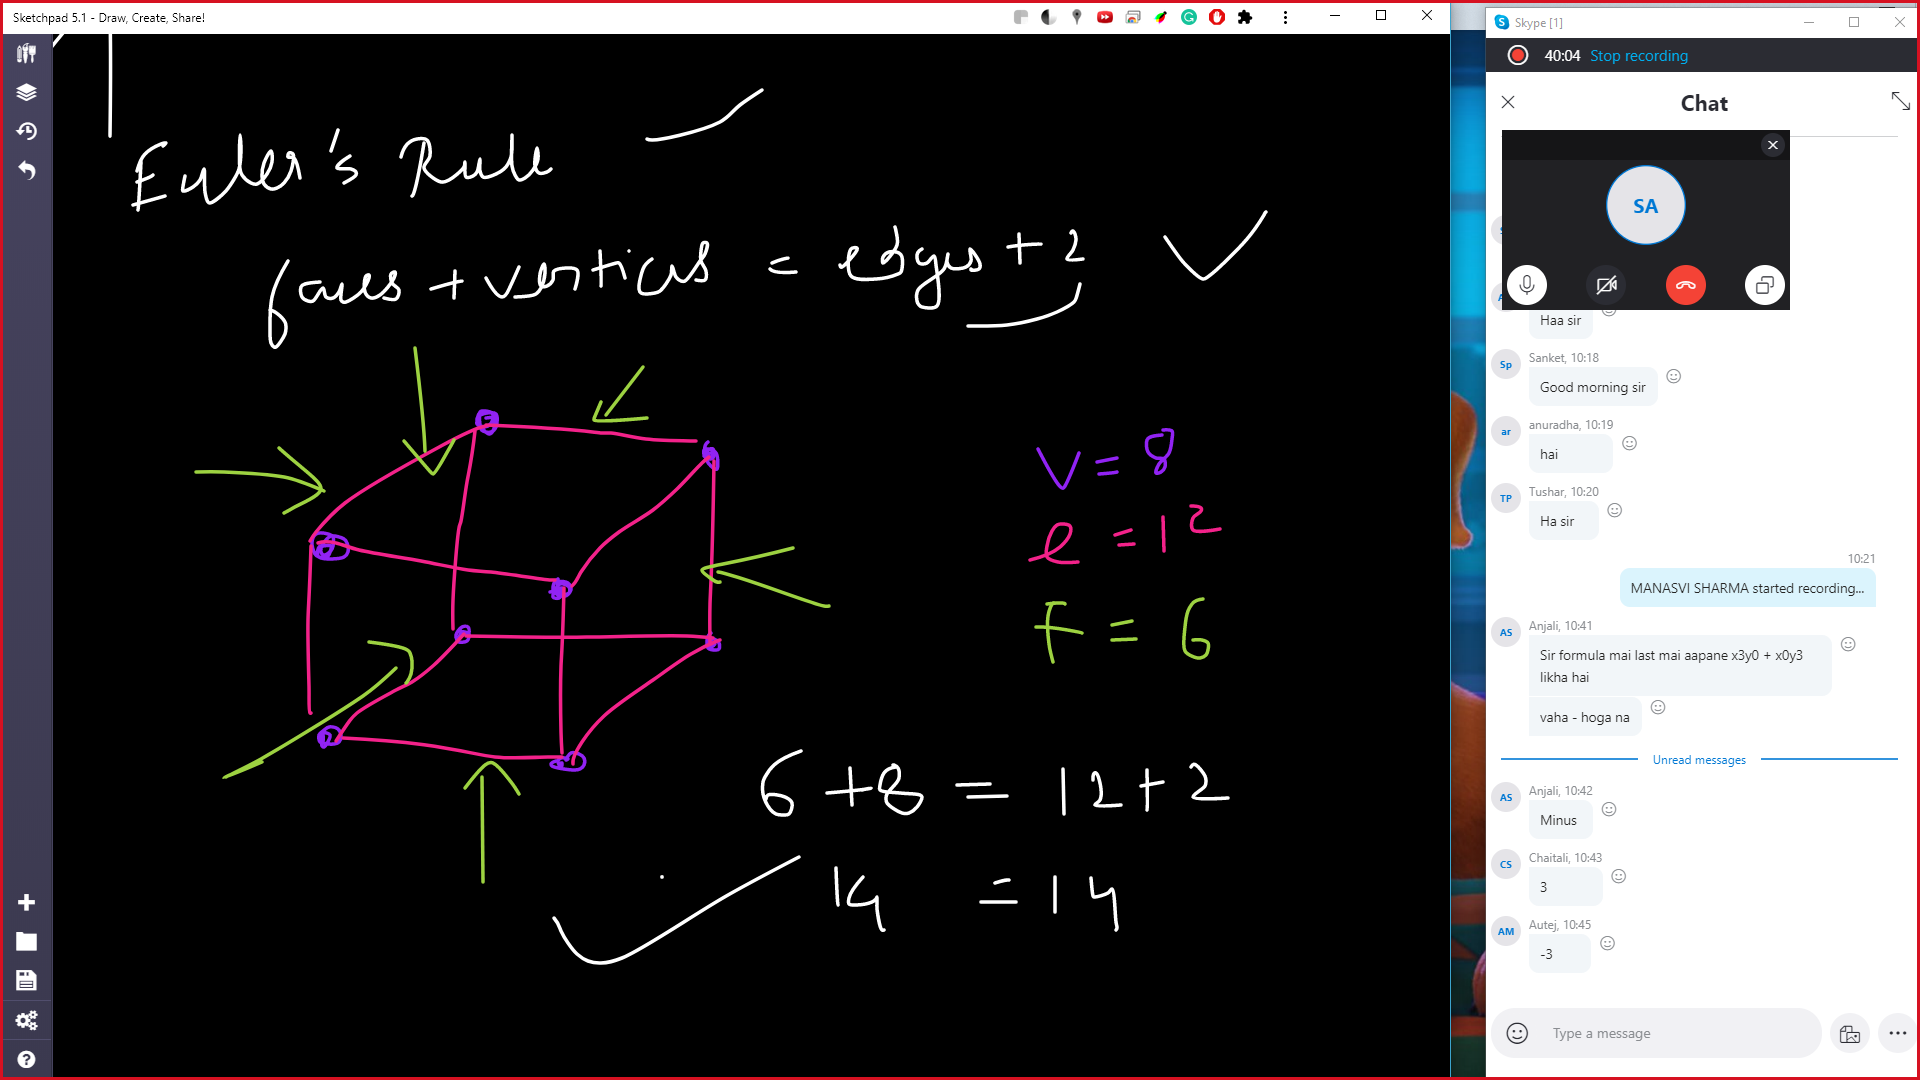 Sketchpad 5.1 - Draw, Create, Share!
Euler's Rule
faces + vertices = edges + 2
V = 8
e = 12
F = 6
6 + 8 = 12 + 2
14 = 14
Skype [1]
40:04 Stop recording
Chat
SA
Haa sir
Sp
Sanket, 10:18
Good morning sir
ar
anuradha, 10:19
hai
TP
Tushar, 10:20
Ha sir
10:21
MANASVI SHARMA started recording...
AS
Anjali, 10:41
Sir formula mai last mai aapane x3y0 + x0y3
likha hai
vaha - hoga na
Unread messages
AS
Anjali, 10:42
Minus
CS
Chaitali, 10:43
3
AM
Autej, 10:45
-3
Type a message